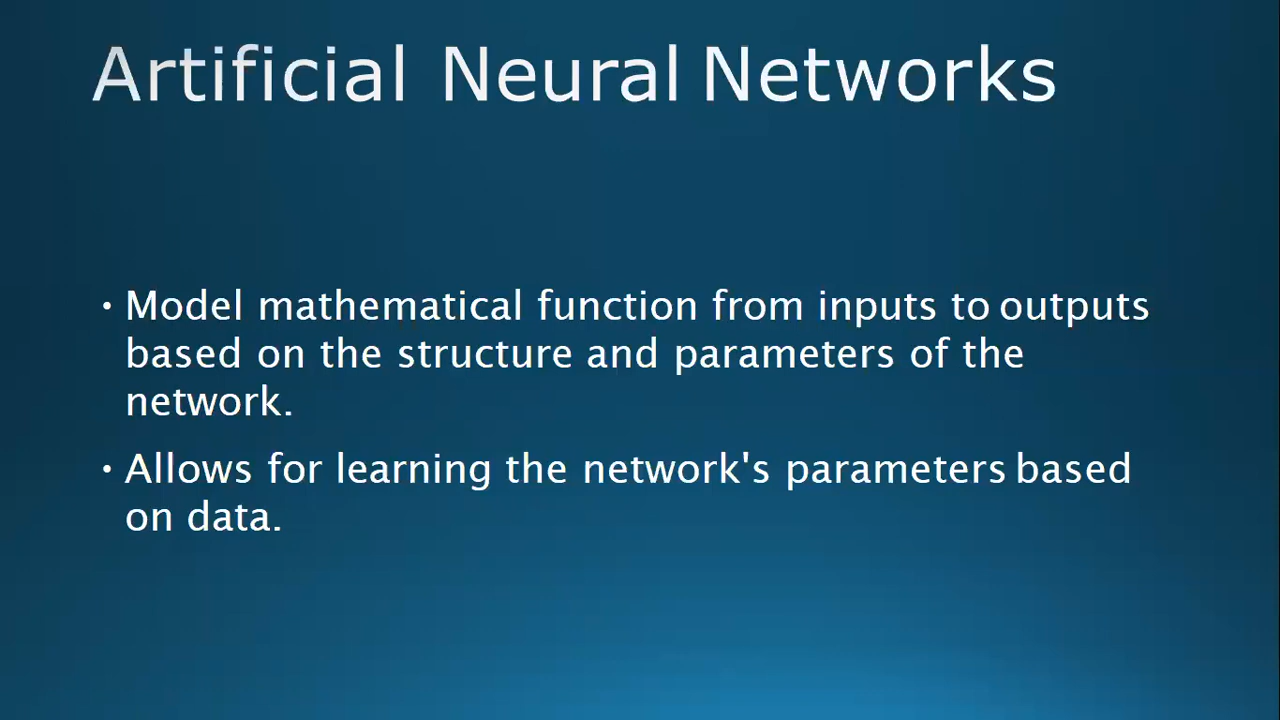 Artificial Neural Networks
• Model mathematical function from inputs to outputs
based on the structure and parameters of the
network.
• Allows for learning the network's parameters based
on data.